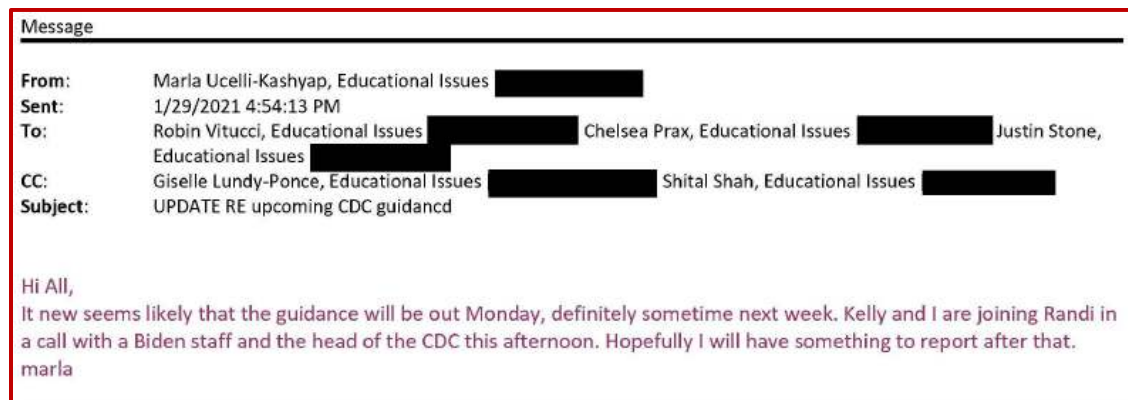 Message
From: Marla Ucelli-Kashyap, Educational Issues
Sent: 1/29/2021 4:54:13 PM
To: Robin Vitucci, Educational Issues Chelsea Prax, Educational Issues Justin Stone,
Educational Issues
CC: Giselle Lundy-Ponce, Educational Issues Shital Shah, Educational Issues
Subject: UPDATE RE upcoming CDC guidancd
Hi All,
It new seems likely that the guidance will be out Monday, definitely sometime next week. Kelly and I are joining Randi in
a call with a Biden staff and the head of the CDC this afternoon. Hopefully I will have something to report after that.
marla